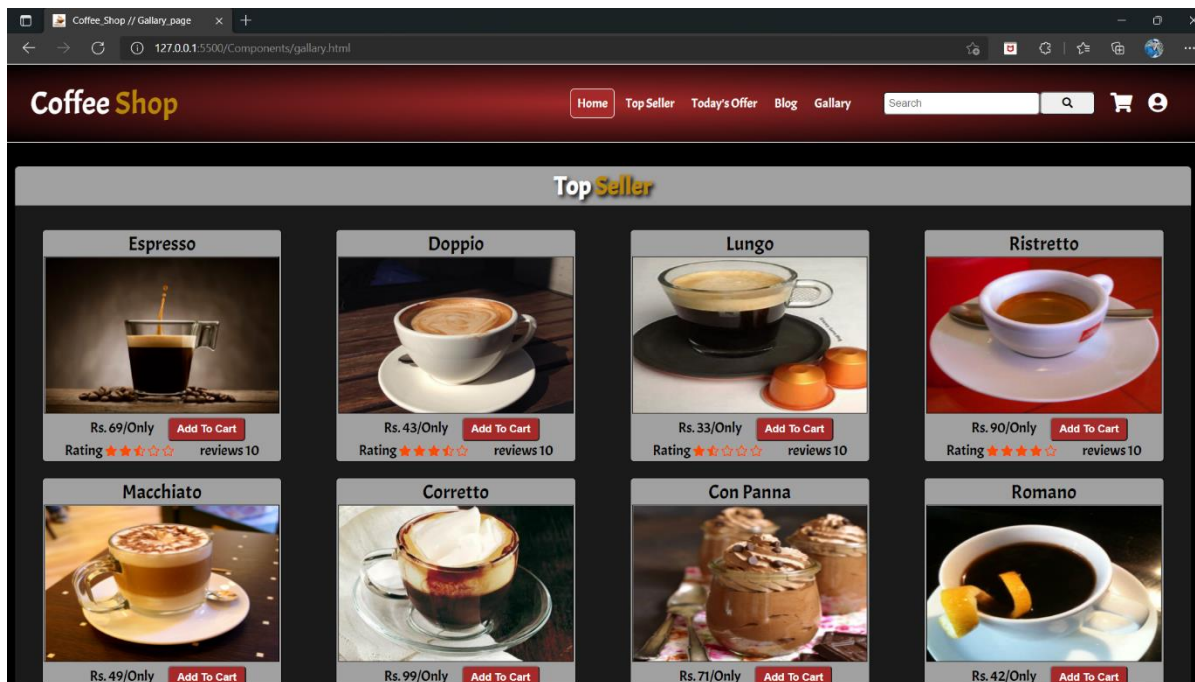 Coffee_Shop // Gallary_page
127.0.0.1:5500/Components/gallary.html
Coffee Shop
Home Top Seller Today's Offer Blog Gallary Search
Top Seller
Espresso Doppio Lungo Ristretto
Rs. 69/Only Add To Cart Rs. 43/Only Add To Cart Rs. 33/Only Add To Cart Rs. 90/Only Add To Cart
Rating reviews 10 Rating reviews 10 Rating reviews 10 Rating reviews 10
Macchiato Corretto Con Panna Romano
Rs. 49/Only Add To Cart Rs. 99/Only Add To Cart Rs. 71/Only Add To Cart Rs. 42/Only Add To Cart